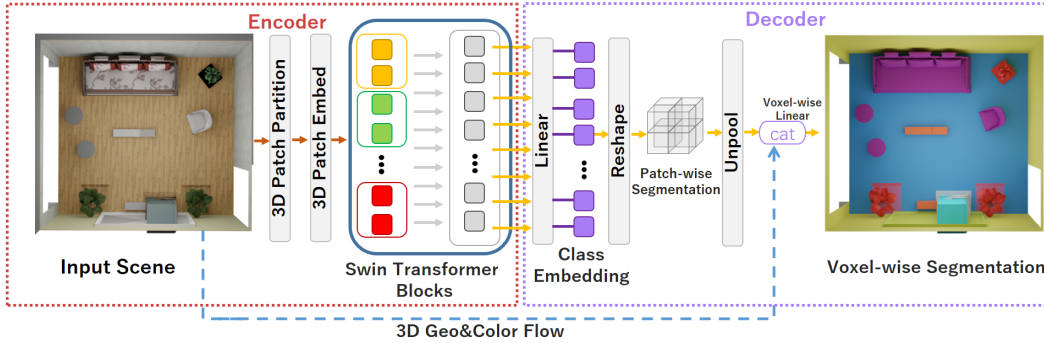 Encoder
Decoder
3D Patch Partition
3D Patch Embed
Linear
Reshape
Unpool
Voxel-wise
Linear
cat
Patch-wise
Segmentation
Input Scene
Swin Transformer
Blocks
Class
Embedding
Voxel-wise Segmentation
3D Geo&Color Flow